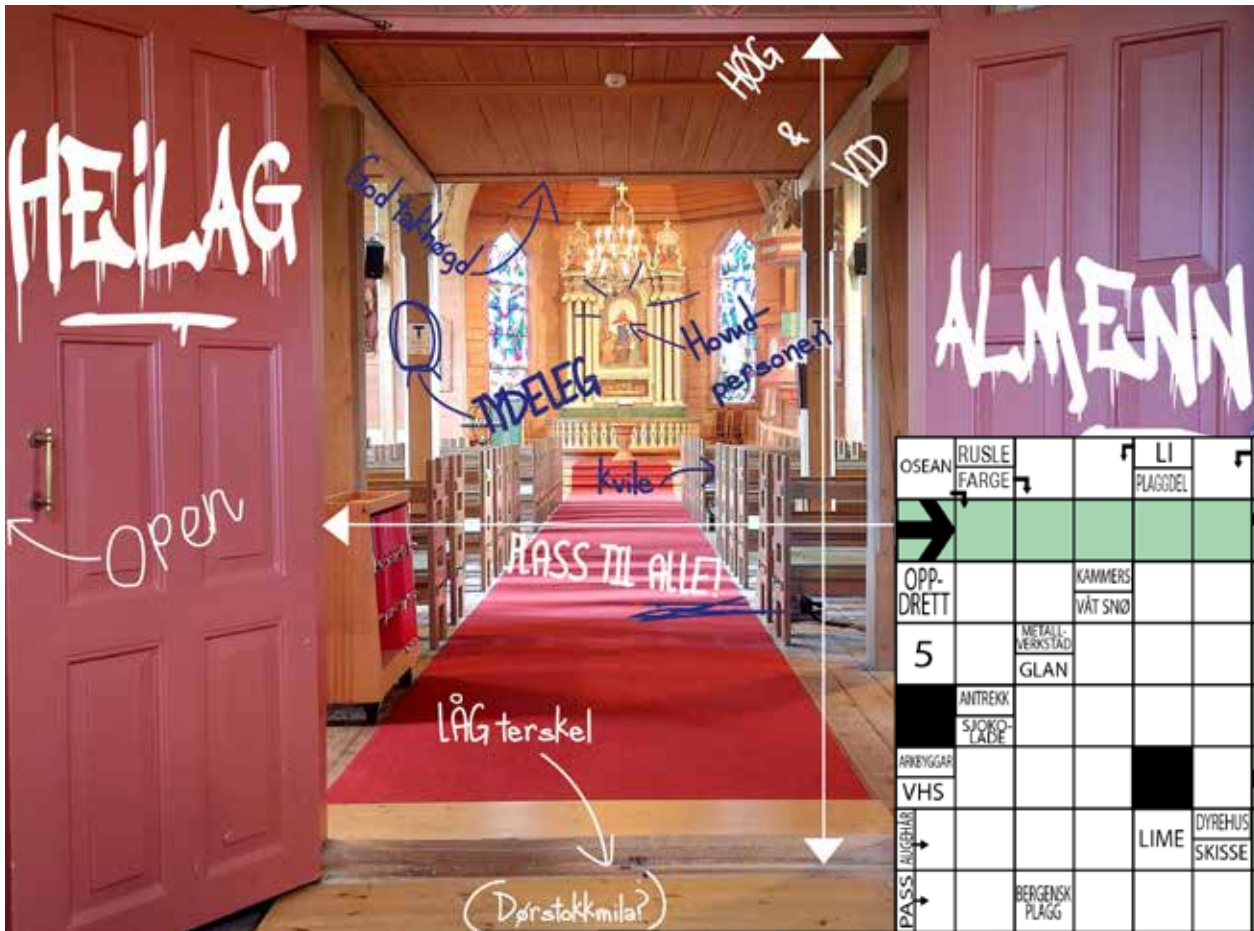 HØG
&
VID
HEILAG
God takhøgd
ALMENN
Hovud-
personen
T
TYDELEG
kvile
Open
PLASS TIL ALLE!
LÅG terskel
(Dørstokkmila?)
OSEAN
RUSLE
FARGE
LI
PLAGGDEL
OPP-
DRETT
KAMMERS
VÅT SNØ
5
METALL-
VERKSTAD
GLAN
ANTREKK
SJOKO-
LADE
ARKBYGGAR
VHS
AUGEHÅR
LIME
DYREHUS
SKISSE
PASS
BERGENSK
PLAGG